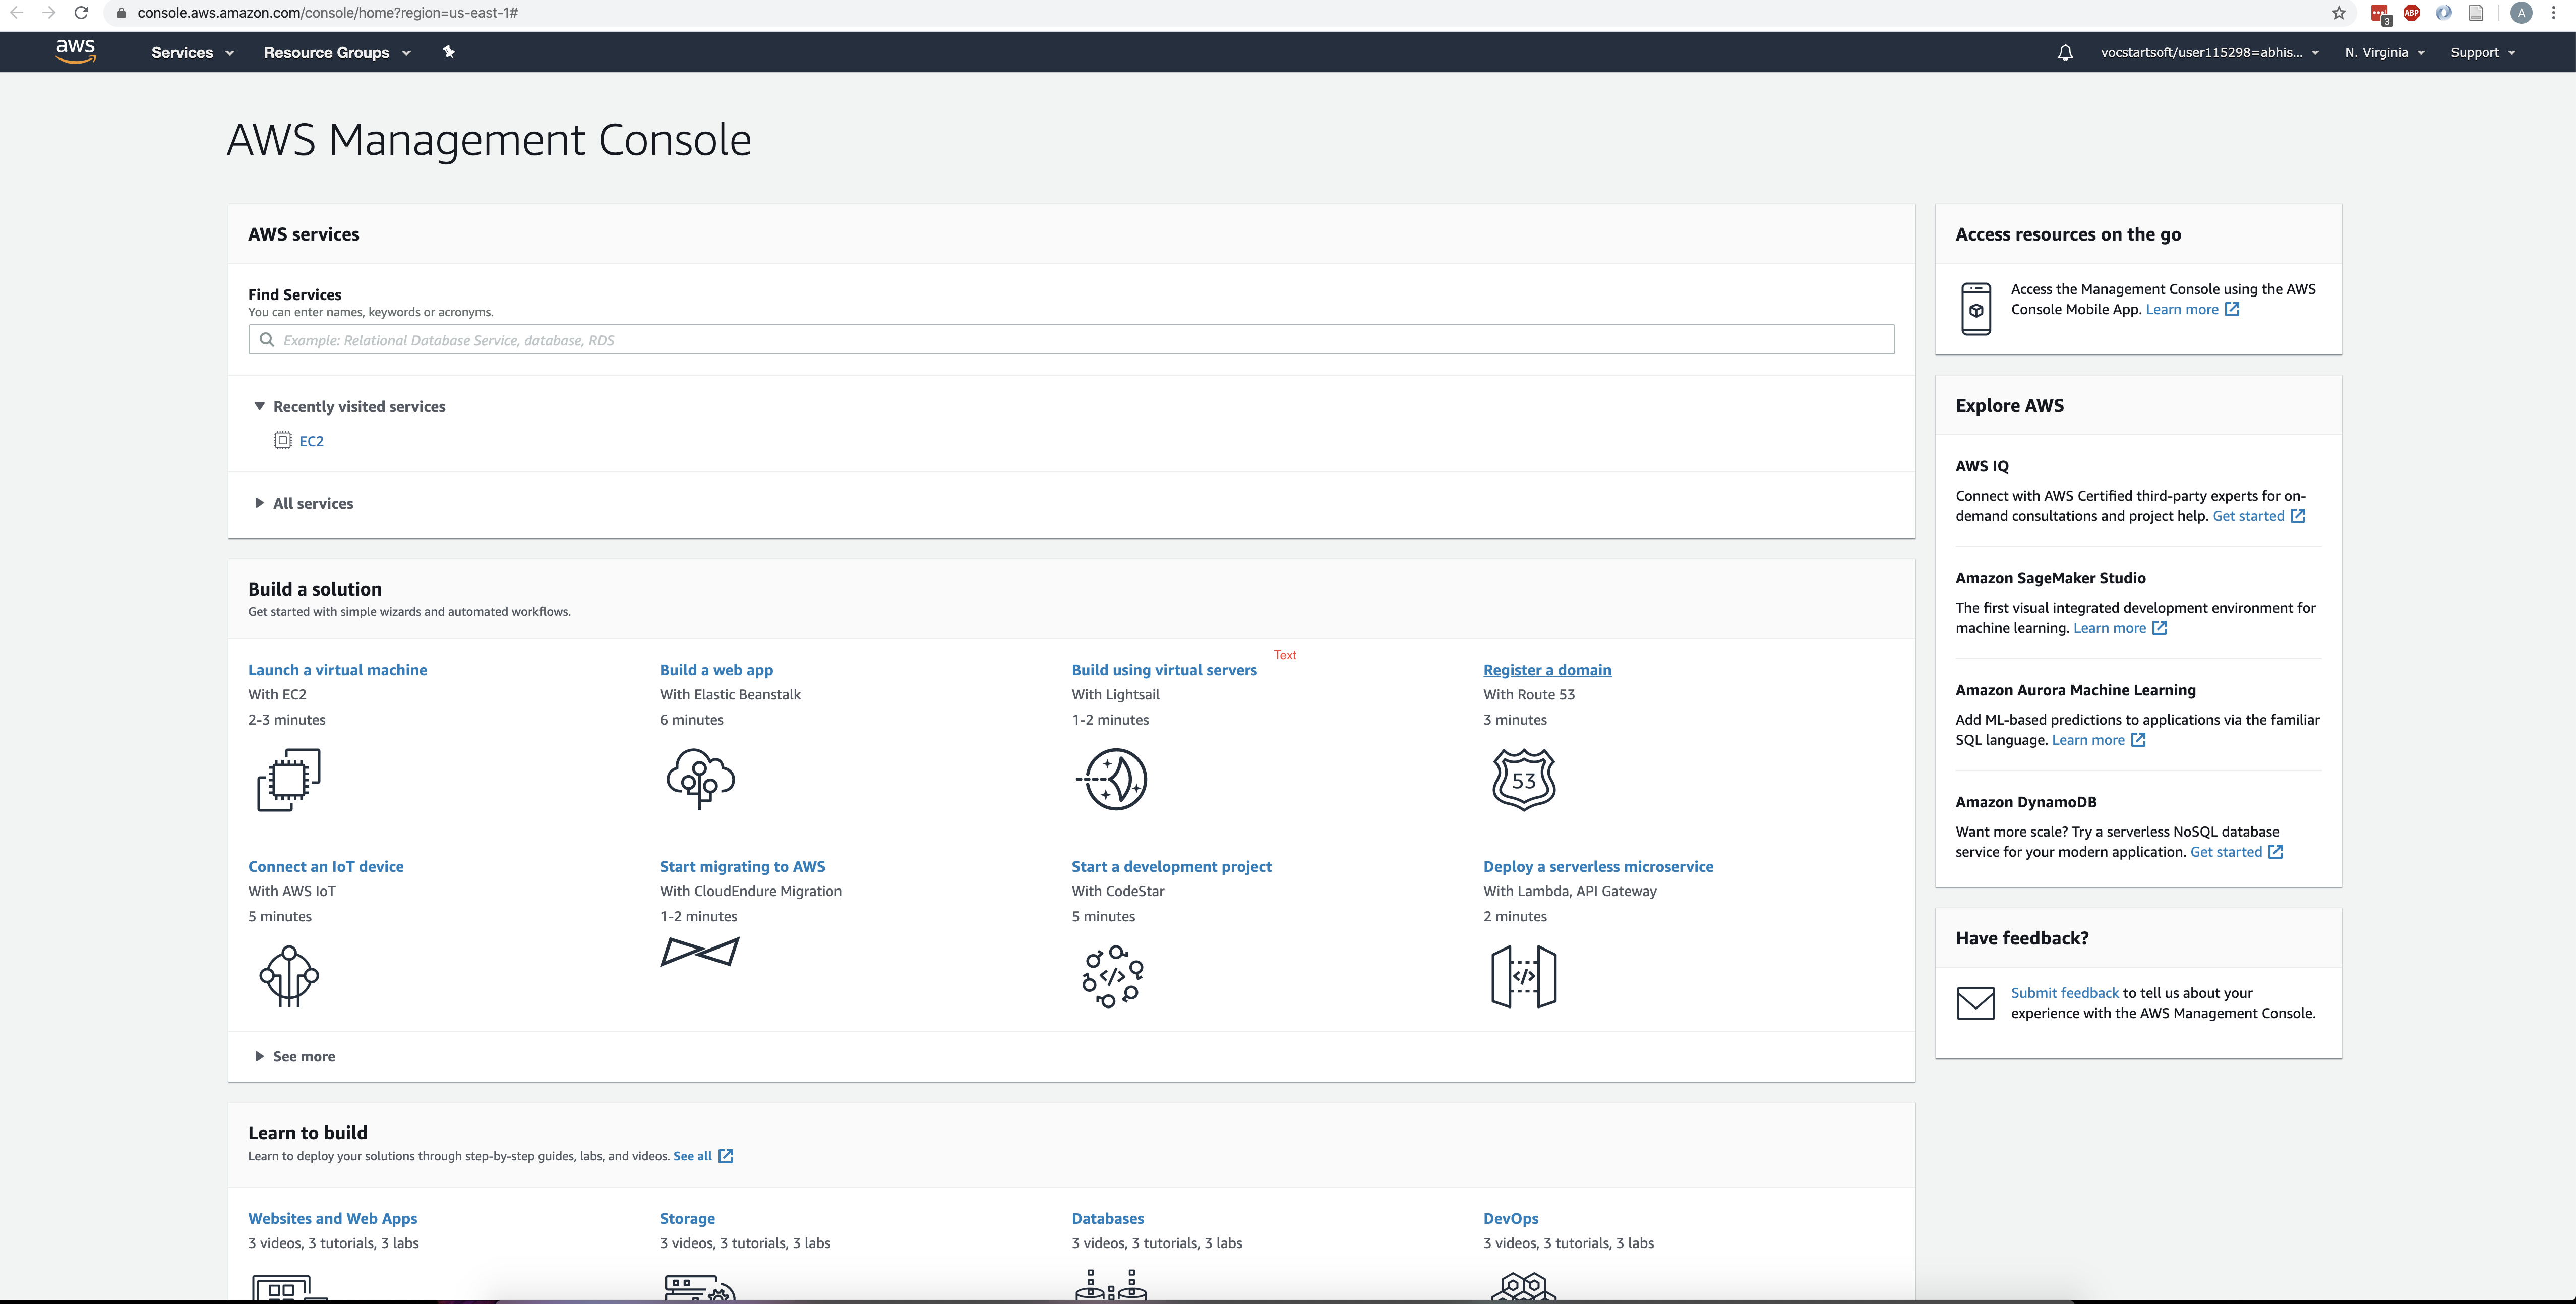 console.aws.amazon.com/console/home?region=us-east-1#
3
ABP
A
aws
Services
Resource Groups
vocstartsoft/user115298=abhis...
N. Virginia
Support
AWS Management Console
AWS services
Find Services
You can enter names, keywords or acronyms.
Example: Relational Database Service, database, RDS
Recently visited services
EC2
All services
Build a solution
Get started with simple wizards and automated workflows.
Text
Launch a virtual machine
With EC2
2-3 minutes
Build a web app
With Elastic Beanstalk
6 minutes
Build using virtual servers
With Lightsail
1-2 minutes
Register a domain
With Route 53
3 minutes
53
Connect an IoT device
With AWS IoT
5 minutes
Start migrating to AWS
With CloudEndure Migration
1-2 minutes
Start a development project
With CodeStar
5 minutes
</>
Deploy a serverless microservice
With Lambda, API Gateway
2 minutes
</>
See more
Learn to build
Learn to deploy your solutions through step-by-step guides, labs, and videos. See all
Websites and Web Apps
3 videos, 3 tutorials, 3 labs
Storage
3 videos, 3 tutorials, 3 labs
Databases
3 videos, 3 tutorials, 3 labs
DevOps
3 videos, 3 tutorials, 3 labs
Access resources on the go
Access the Management Console using the AWS
Console Mobile App. Learn more
Explore AWS
AWS IQ
Connect with AWS Certified third-party experts for on-
demand consultations and project help. Get started
Amazon SageMaker Studio
The first visual integrated development environment for
machine learning. Learn more
Amazon Aurora Machine Learning
Add ML-based predictions to applications via the familiar
SQL language. Learn more
Amazon DynamoDB
Want more scale? Try a serverless NoSQL database
service for your modern application. Get started
Have feedback?
Submit feedback to tell us about your
experience with the AWS Management Console.